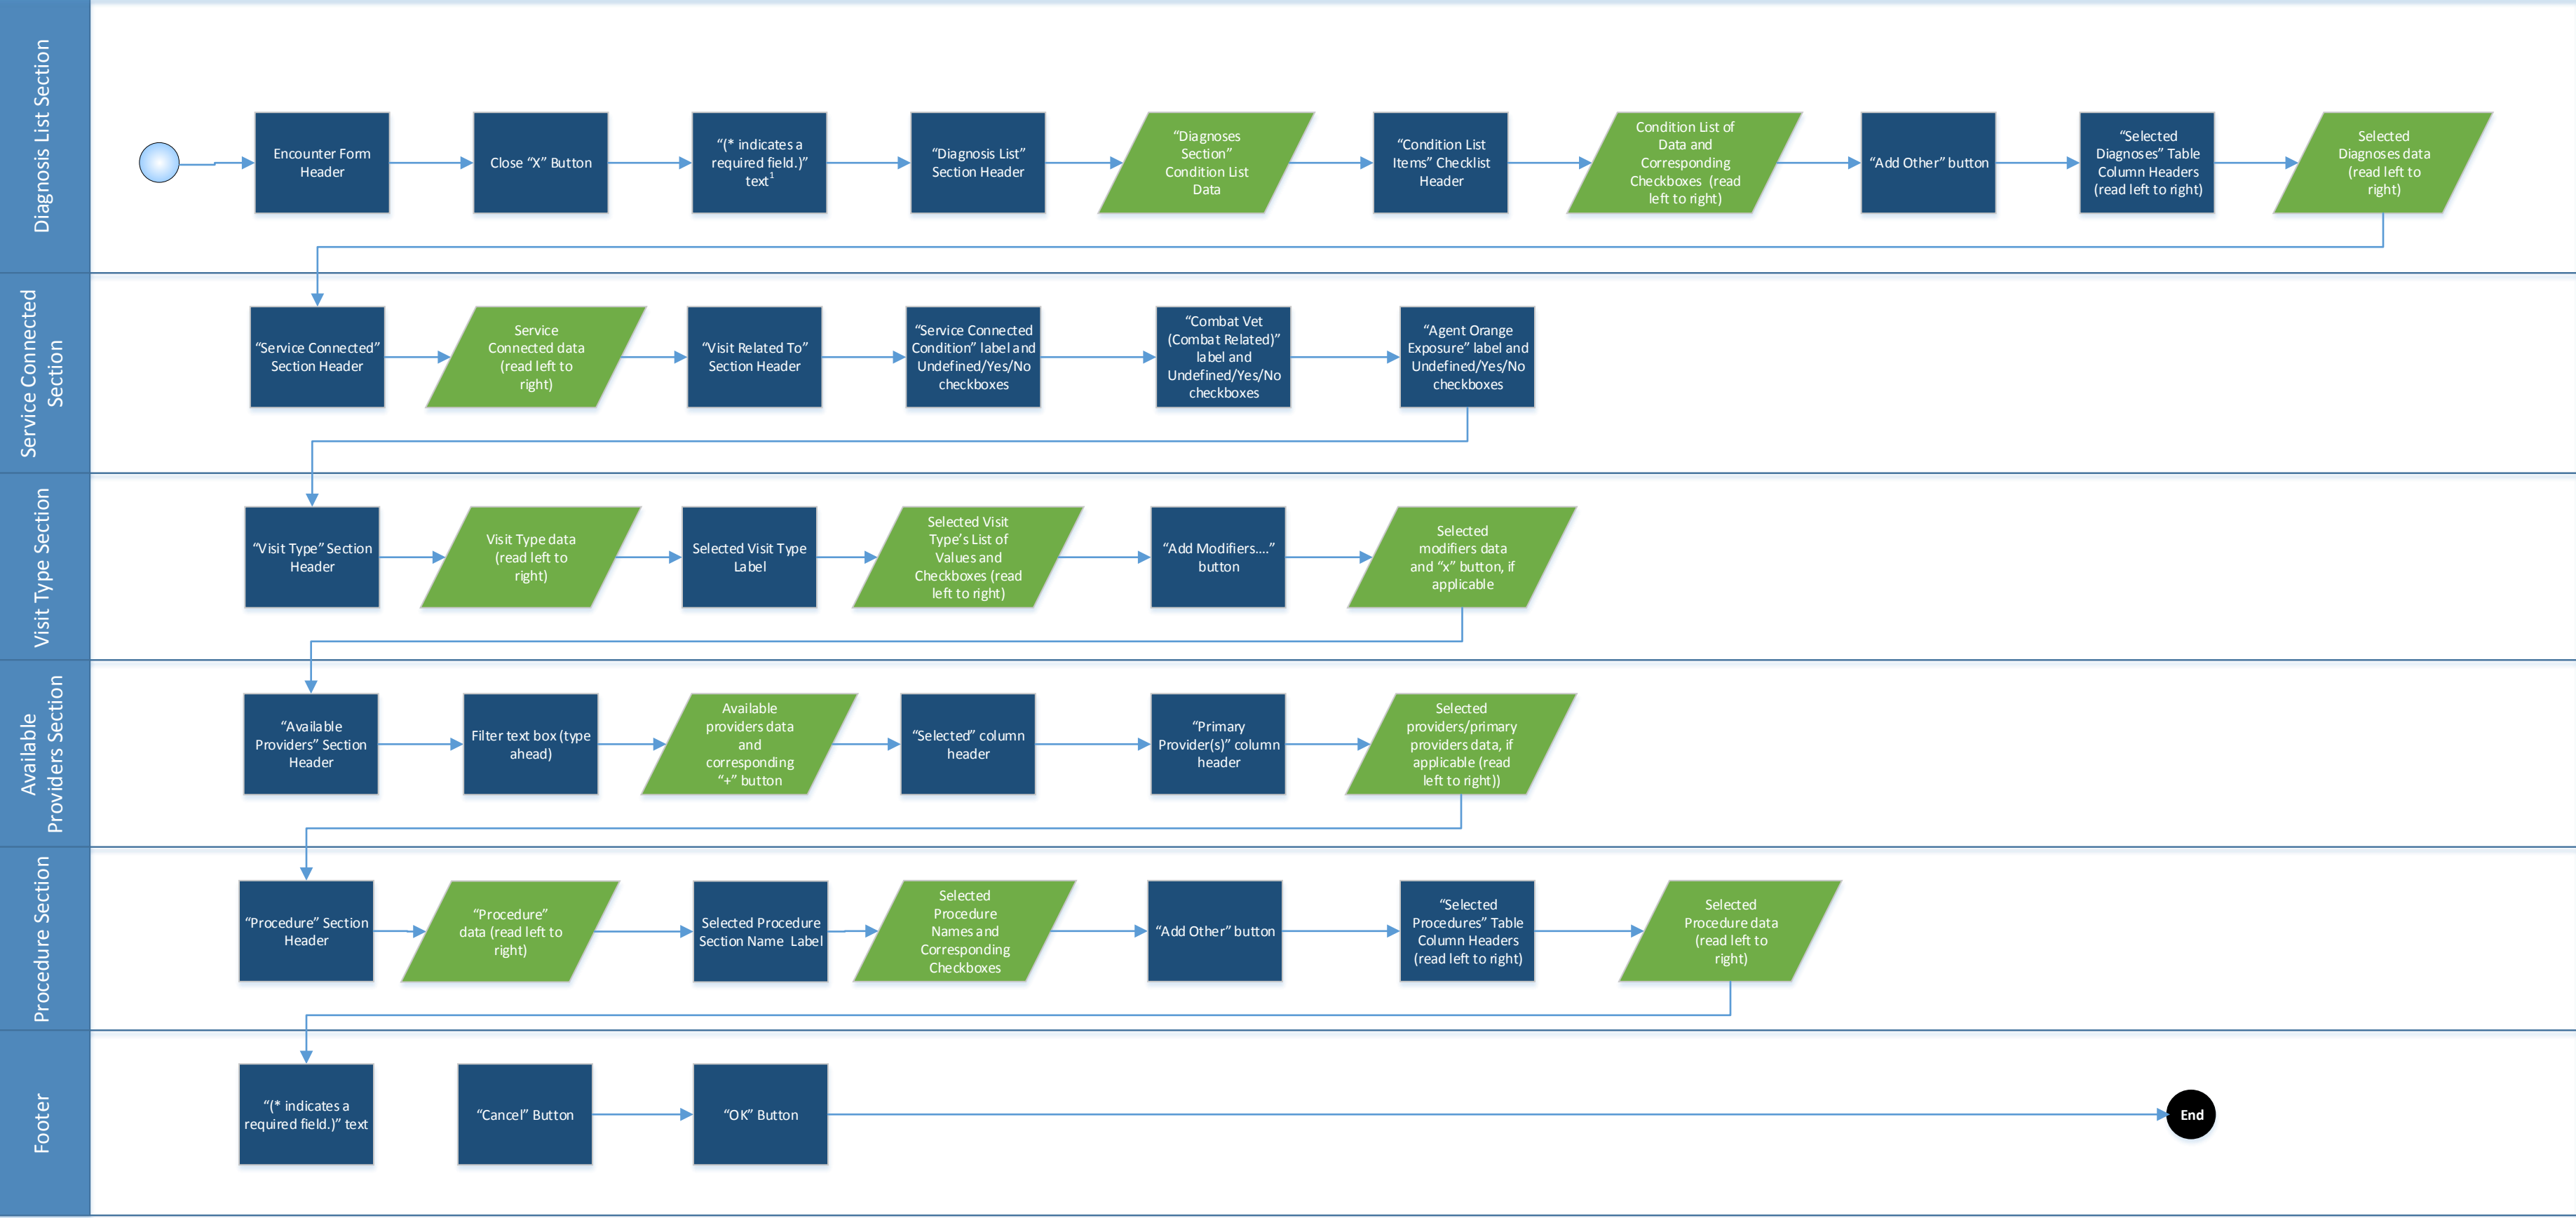 Diagnosis List Section
Encounter Form
Header
Close “X” Button
“(* indicates a
required field.)”
text1
“Diagnosis List”
Section Header
“Diagnoses
Section”
Condition List
Data
“Condition List
Items” Checklist
Header
Condition List of
Data and
Corresponding
Checkboxes (read
left to right)
“Add Other” button
“Selected
Diagnoses” Table
Column Headers
(read left to right)
Selected
Diagnoses data
(read left to
right)
Service Connected
Section
“Service Connected”
Section Header
Service
Connected data
(read left to
right)
“Visit Related To”
Section Header
“Service Connected
Condition” label and
Undefined/Yes/No
checkboxes
“Combat Vet
(Combat Related)”
label and
Undefined/Yes/No
checkboxes
“Agent Orange
Exposure” label and
Undefined/Yes/No
checkboxes
Visit Type Section
“Visit Type” Section
Header
Visit Type data
(read left to
right)
Selected Visit Type
Label
Selected Visit
Type’s List of
Values and
Checkboxes (read
left to right)
“Add Modifiers....”
button
Selected
modifiers data
and “x” button, if
applicable
Available
Providers Section
“Available
Providers” Section
Header
Filter text box (type
ahead)
Available
providers data
and
corresponding
“+” button
“Selected” column
header
“Primary
Provider(s)” column
header
Selected
providers/primary
providers data, if
applicable (read
left to right))
Procedure Section
“Procedure” Section
Header
“Procedure”
data (read left to
right)
Selected Procedure
Section Name Label
Selected
Procedure
Names and
Corresponding
Checkboxes
“Add Other” button
“Selected
Procedures” Table
Column Headers
(read left to right)
Selected
Procedure data
(read left to
right)
Footer
“(* indicates a
required field.)” text
“Cancel” Button
“OK” Button
End